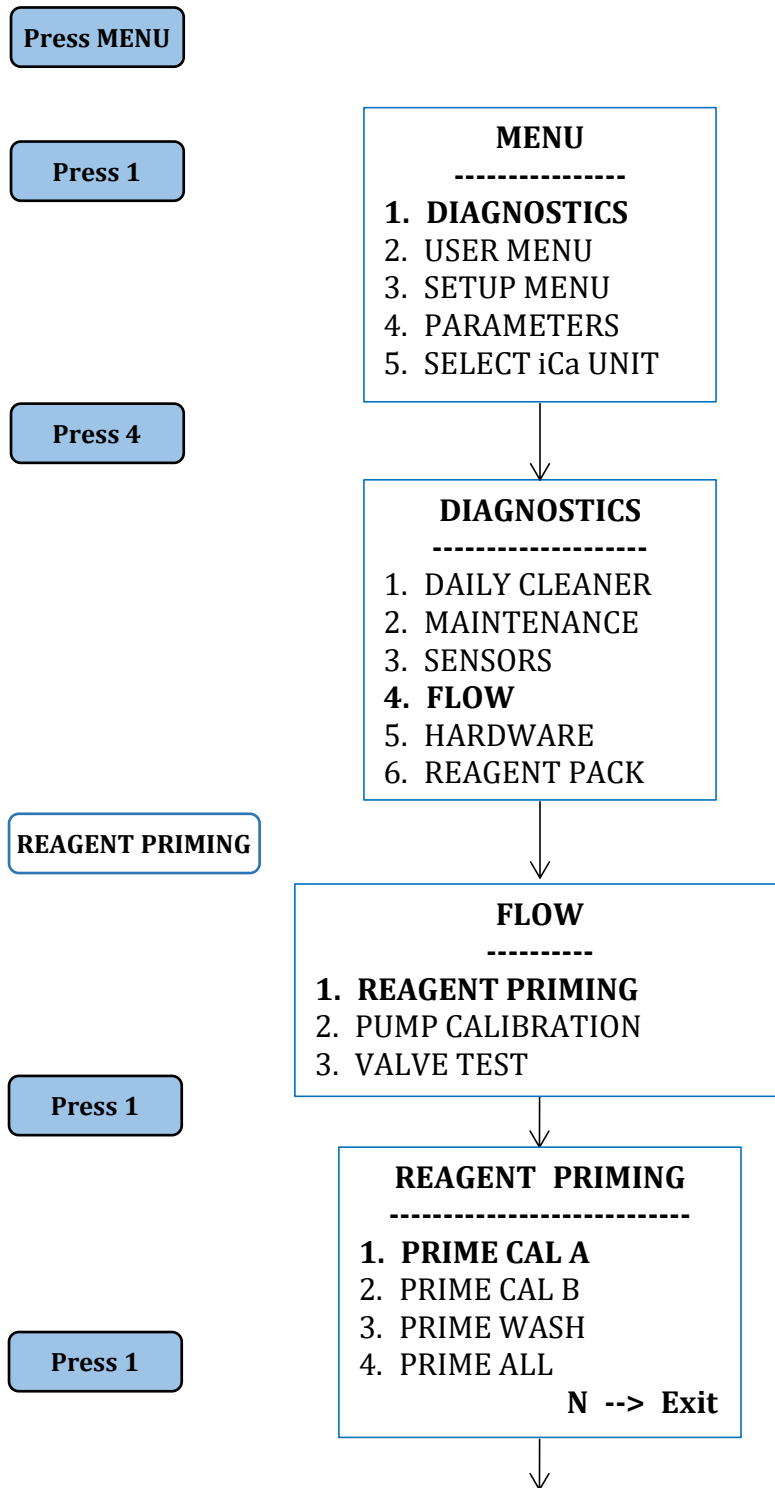 Press MENU
Press 1
MENU
----------------
1. DIAGNOSTICS
2. USER MENU
3. SETUP MENU
4. PARAMETERS
5. SELECT iCa UNIT
Press 4
DIAGNOSTICS
--------------------
1. DAILY CLEANER
2. MAINTENANCE
3. SENSORS
4. FLOW
5. HARDWARE
6. REAGENT PACK
REAGENT PRIMING
FLOW
----------
1. REAGENT PRIMING
2. PUMP CALIBRATION
3. VALVE TEST
Press 1
REAGENT PRIMING
----------------------------
1. PRIME CAL A
2. PRIME CAL B
3. PRIME WASH
4. PRIME ALL
N --> Exit
Press 1